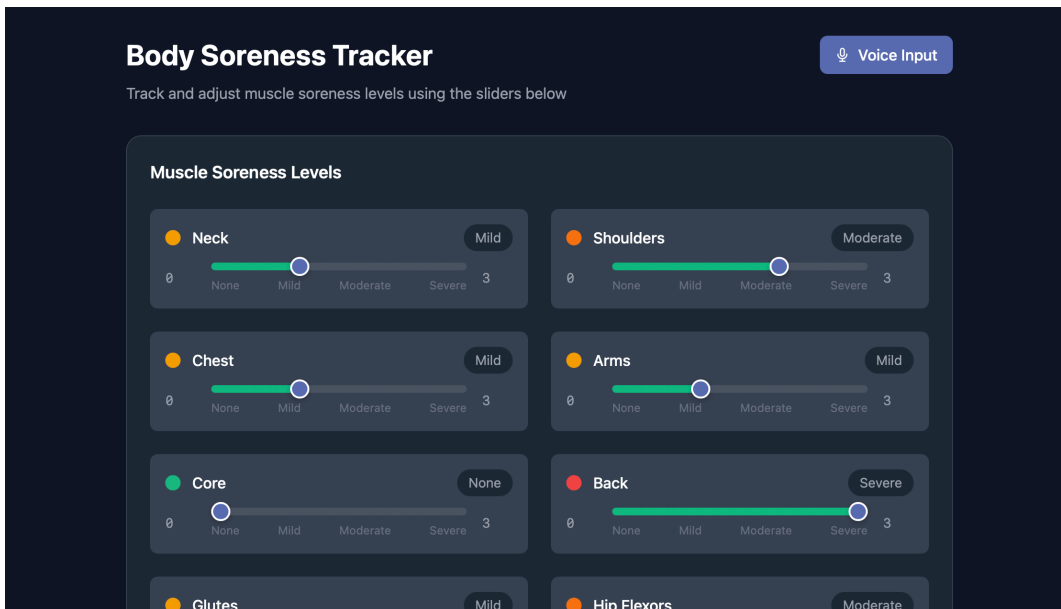 Body Soreness Tracker
Voice Input
Track and adjust muscle soreness levels using the sliders below
Muscle Soreness Levels
Neck Mild
0 3
None Mild Moderate Severe
Shoulders Moderate
0 3
None Mild Moderate Severe
Chest Mild
0 3
None Mild Moderate Severe
Arms Mild
0 3
None Mild Moderate Severe
Core None
0 3
None Mild Moderate Severe
Back Severe
0 3
None Mild Moderate Severe
Glutes Mild
Hip Flexors Moderate